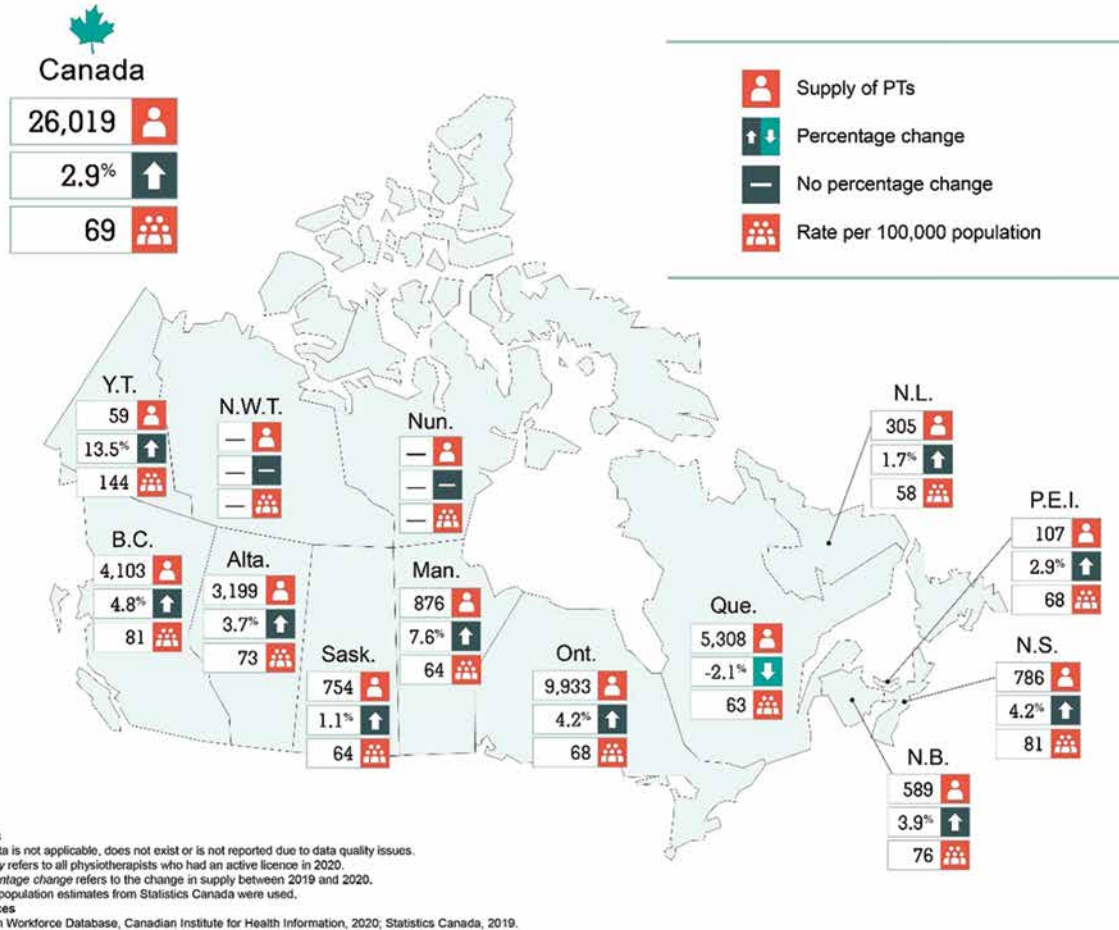 Canada
26,019
2.9%
69
Supply of PTs
Percentage change
No percentage change
Rate per 100,000 population
Y.T.
59
13.5%
144
N.W.T.
—
—
—
Nun.
—
—
—
B.C.
4,103
4.8%
81
Alta.
3,199
3.7%
73
Sask.
754
1.1%
64
Man.
876
7.6%
64
Ont.
9,933
4.2%
68
Que.
5,308
-2.1%
63
N.L.
305
1.7%
58
P.E.I.
107
2.9%
68
N.S.
786
4.2%
81
N.B.
589
3.9%
76
is not applicable, does not exist or is not reported due to data quality issues.
refers to all physiotherapists who had an active licence in 2020.
change refers to the change in supply between 2019 and 2020.
population estimates from Statistics Canada were used.
Workforce Database, Canadian Institute for Health Information, 2020; Statistics Canada, 2019.